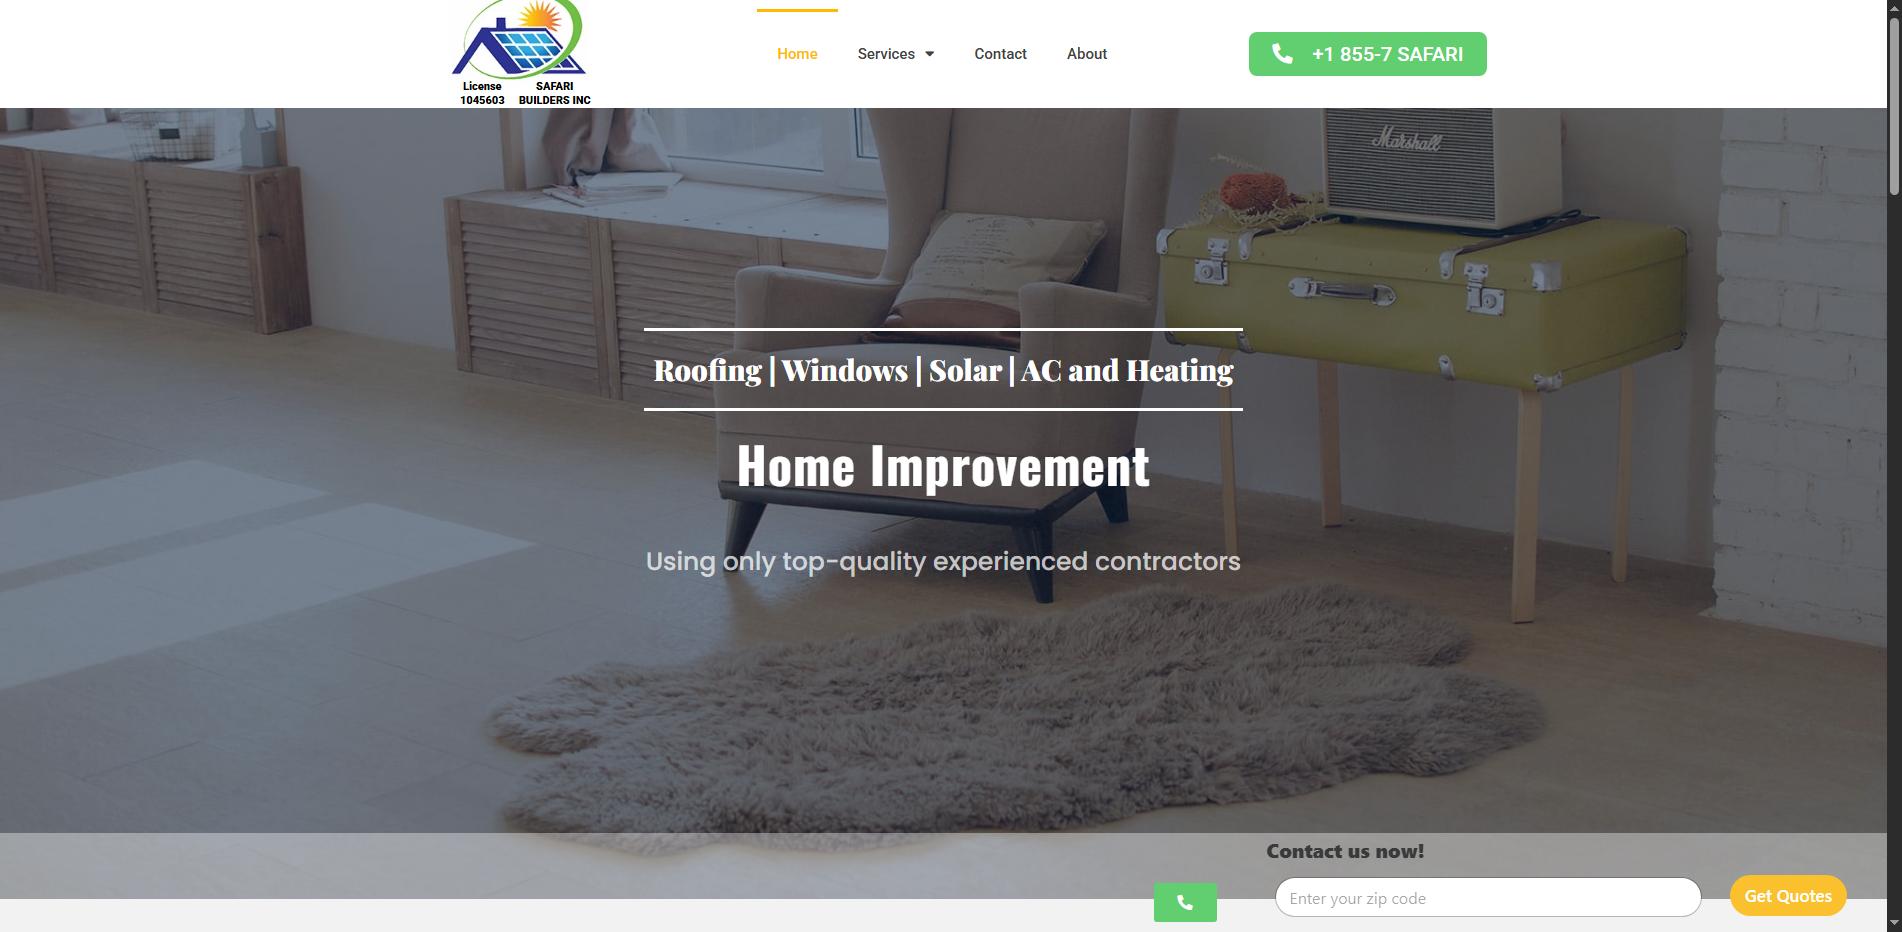 License 1045603
SAFARI BUILDERS INC
Home
Services
Contact
About
+1 855-7 SAFARI
Marshall
Roofing | Windows | Solar | AC and Heating
Home Improvement
Using only top-quality experienced contractors
Contact us now!
Enter your zip code
Get Quotes